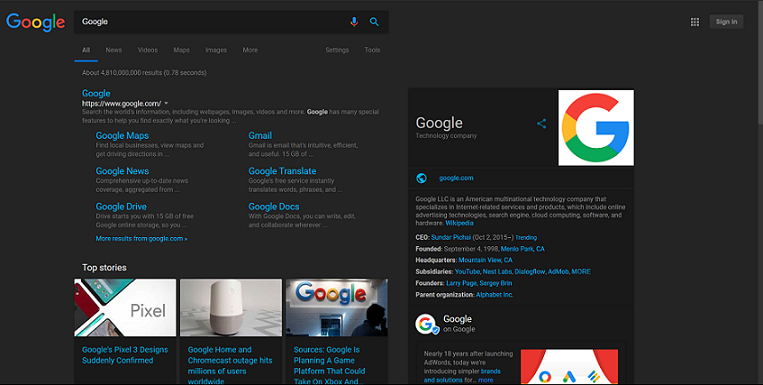 Google
Google
Sign in
All
News
Videos
Maps
Images
More
Settings
Tools
About 4,810,000,000 results (0.78 seconds)
Google
https://www.google.com/
Search the world's information, including webpages, images, videos and more. Google has many special
features to help you find exactly what you're looking ...
Google Maps
Find local businesses, view maps and
get driving directions in ...
Gmail
Gmail is email that's intuitive, efficient,
and useful. 15 GB of ...
Google News
Comprehensive up-to-date news
coverage, aggregated from ...
Google Translate
Google's free service instantly
translates words, phrases, and ...
Google Drive
Drive starts you with 15 GB of free
Google online storage, so you ...
Google Docs
With Google Docs, you can write, edit,
and collaborate wherever ...
More results from google.com »
Top stories
Pixel
Google's Pixel 3 Designs
Suddenly Confirmed
Google Home and
Chromecast outage hits
millions of users
worldwide
Google
Sources: Google Is
Planning A Game
Platform That Could
Take On Xbox And...
Google
Technology company
G
google.com
Google LLC is an American multinational technology company that
specializes in Internet-related services and products, which include online
advertising technologies, search engine, cloud computing, software, and
hardware. Wikipedia
CEO: Sundar Pichai (Oct 2, 2015–) Trending
Founded: September 4, 1998, Menlo Park, CA
Headquarters: Mountain View, CA
Subsidiaries: YouTube, Nest Labs, Dialogflow, AdMob, MORE
Founders: Larry Page, Sergey Brin
Parent organization: Alphabet Inc.
G
Google
on Google
Nearly 18 years after launching
AdWords, today we're
introducing simpler brands
and solutions for... more